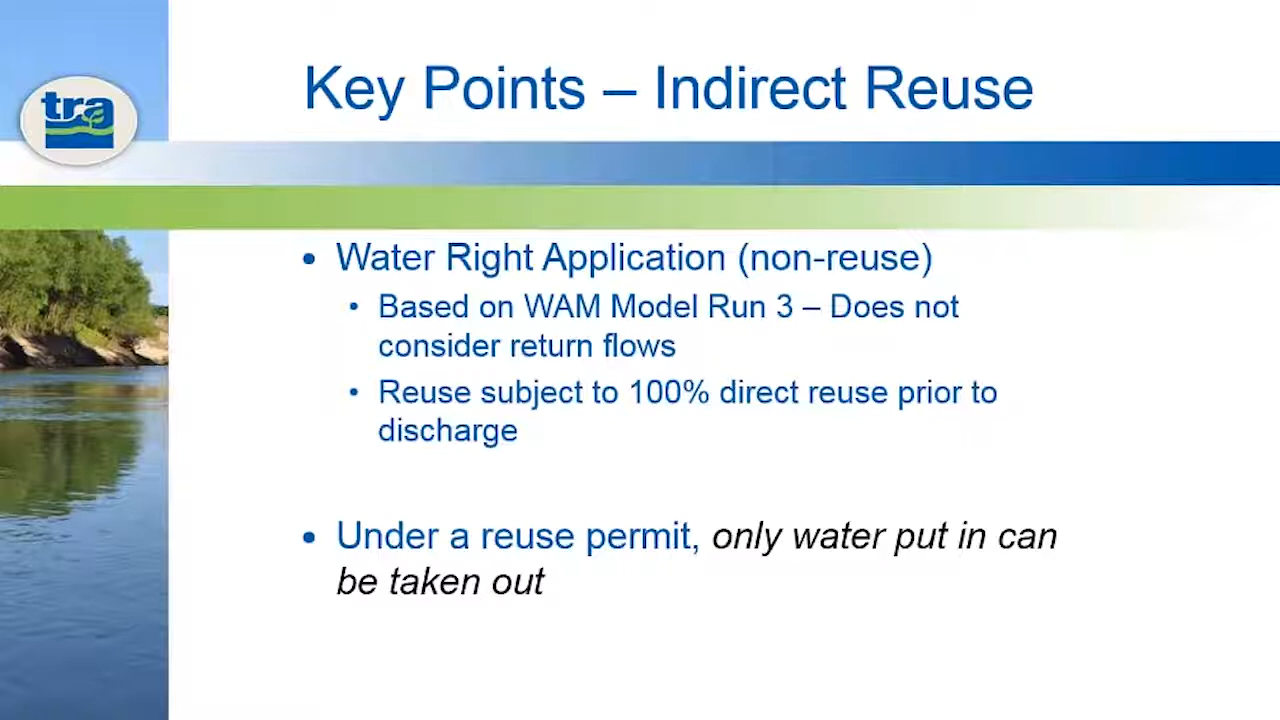 tra
Key Points – Indirect Reuse
• Water Right Application (non-reuse)
• Based on WAM Model Run 3 – Does not
consider return flows
• Reuse subject to 100% direct reuse prior to
discharge
• Under a reuse permit, only water put in can
be taken out